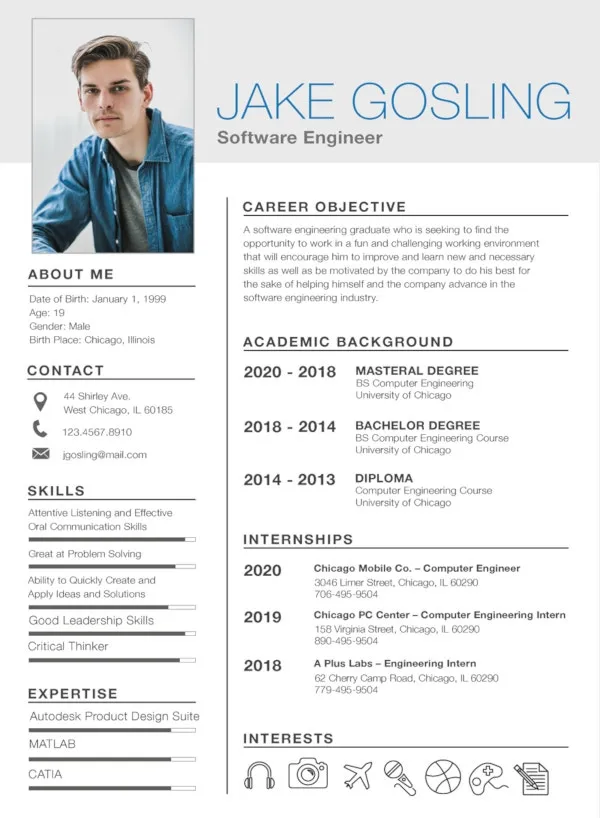 JAKE GOSLING
Software Engineer
ABOUT ME
Date of Birth: January 1, 1999
Age: 19
Gender: Male
Birth Place: Chicago, Illinois
CONTACT
44 Shirley Ave.
West Chicago, IL 60185
123.4567.8910
jgosling@mail.com
SKILLS
Attentive Listening and Effective
Oral Communication Skills
Great at Problem Solving
Ability to Quickly Create and
Apply Ideas and Solutions
Good Leadership Skills
Critical Thinker
EXPERTISE
Autodesk Product Design Suite
MATLAB
CATIA
CAREER OBJECTIVE
A software engineering graduate who is seeking to find the
opportunity to work in a fun and challenging working environment
that will encourage him to improve and learn new and necessary
skills as well as be motivated by the company to do his best for
the sake of helping himself and the company advance in the
software engineering industry.
ACADEMIC BACKGROUND
2020 - 2018 MASTERAL DEGREE
BS Computer Engineering
University of Chicago
2018 - 2014 BACHELOR DEGREE
BS Computer Engineering Course
University of Chicago
2014 - 2013 DIPLOMA
Computer Engineering Course
University of Chicago
INTERNSHIPS
2020 Chicago Mobile Co. – Computer Engineer
3046 Limer Street, Chicago, IL 60290
706-495-9504
2019 Chicago PC Center – Computer Engineering Intern
158 Virginia Street, Chicago, IL 60290
890-495-9504
2018 A Plus Labs – Engineering Intern
62 Cherry Camp Road, Chicago, IL 60290
779-495-9504
INTERESTS